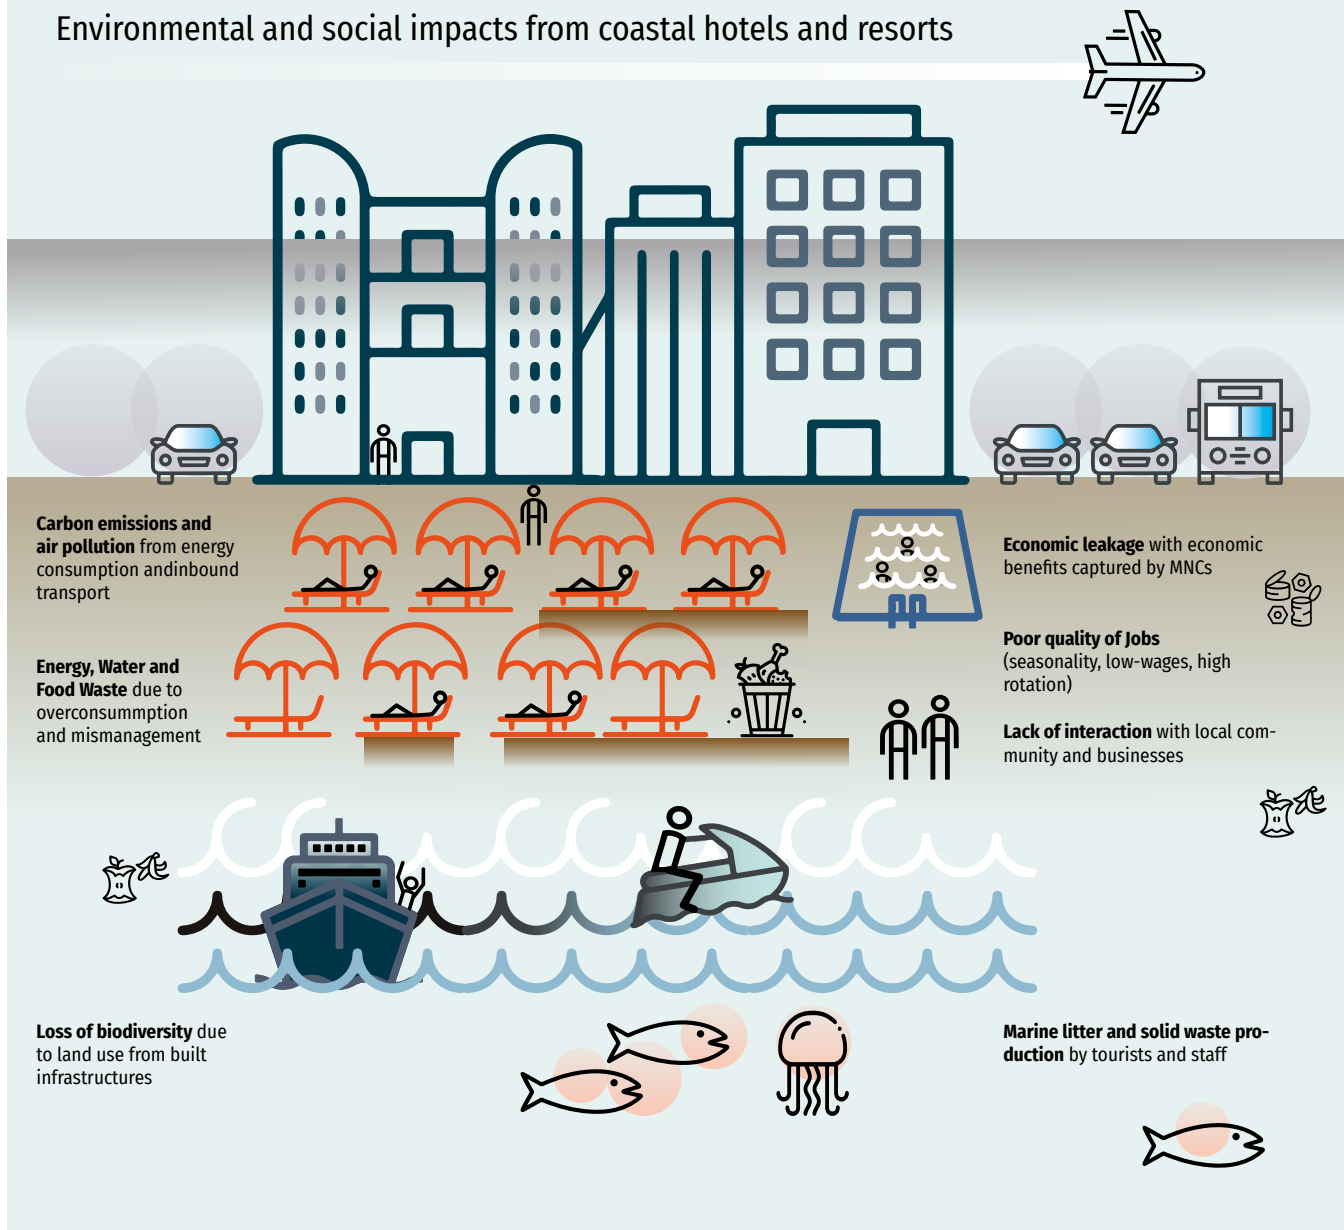 Environmental and social impacts from coastal hotels and resorts
Carbon emissions and
air pollution from energy
consumption andinbound
transport
Energy, Water and
Food Waste due to
overconsummption
and mismanagement
Economic leakage with economic
benefits captured by MNCs
Poor quality of Jobs
(seasonality, low-wages, high
rotation)
Lack of interaction with local com-
munity and businesses
Loss of biodiversity due
to land use from built
infrastructures
Marine litter and solid waste pro-
duction by tourists and staff